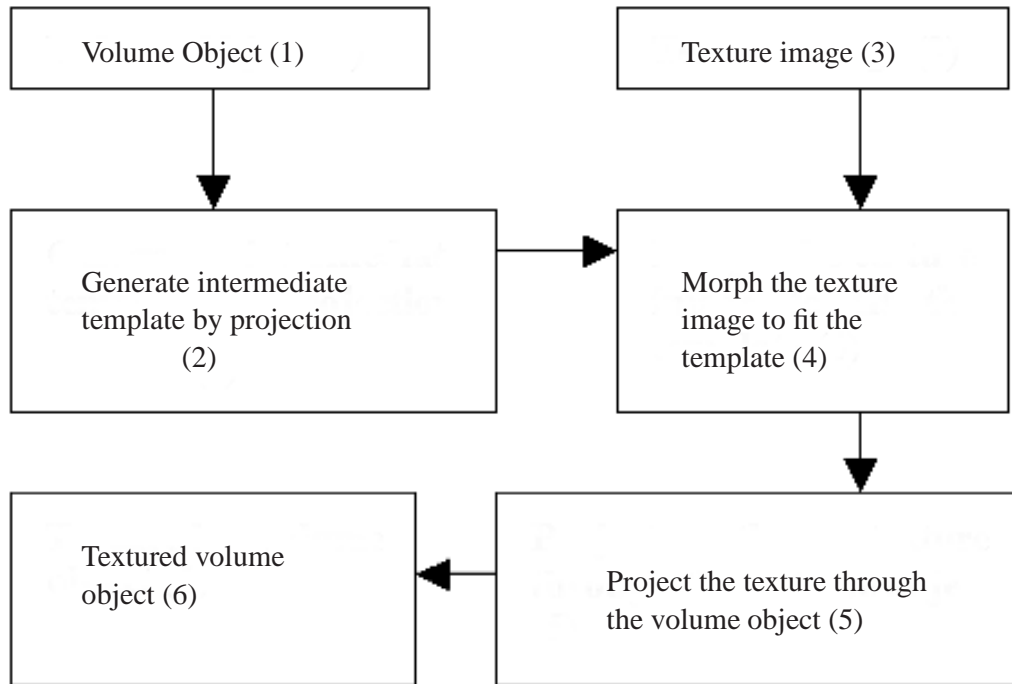 Volume Object (1)
Texture image (3)
Generate intermediate
template by projection
(2)
Morph the texture
image to fit the
template (4)
Textured volume
object (6)
Project the texture through
the volume object (5)